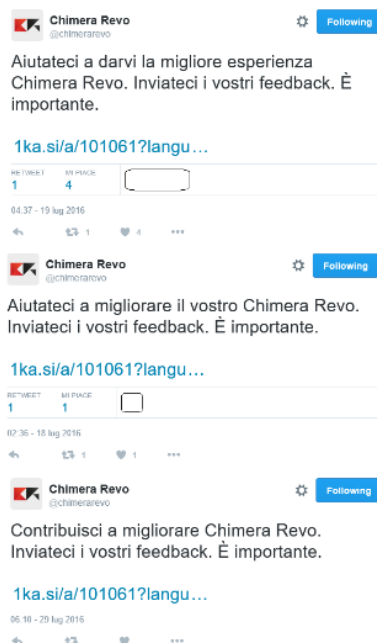 Chimera Revo
@chimerarevo
Following
Aiutateci a darvi la migliore esperienza
Chimera Revo. Inviateci i vostri feedback. È
importante.
1ka.si/a/101061?langu...
RETWEET MI PIACE
1 4
04:37 - 19 lug 2016
1 4
Chimera Revo
@chimerarevo
Following
Aiutateci a migliorare il vostro Chimera Revo.
Inviateci i vostri feedback. È importante.
1ka.si/a/101061?langu...
RETWEET MI PIACE
1 1
02:36 - 18 lug 2016
1 1
Chimera Revo
@chimerarevo
Following
Contribuisci a migliorare Chimera Revo.
Inviateci i vostri feedback. È importante.
1ka.si/a/101061?langu...
06:10 - 29 lug 2016